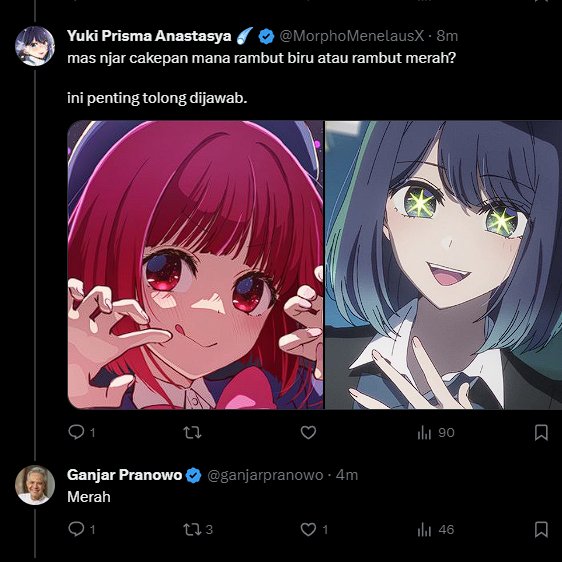 Yuki Prisma Anastasya @MorphoMenelausX · 8m
mas njar cakepan mana rambut biru atau rambut merah?
ini penting tolong dijawab.
1 90
Ganjar Pranowo @ganjarpranowo · 4m
Merah
1 3 1 46